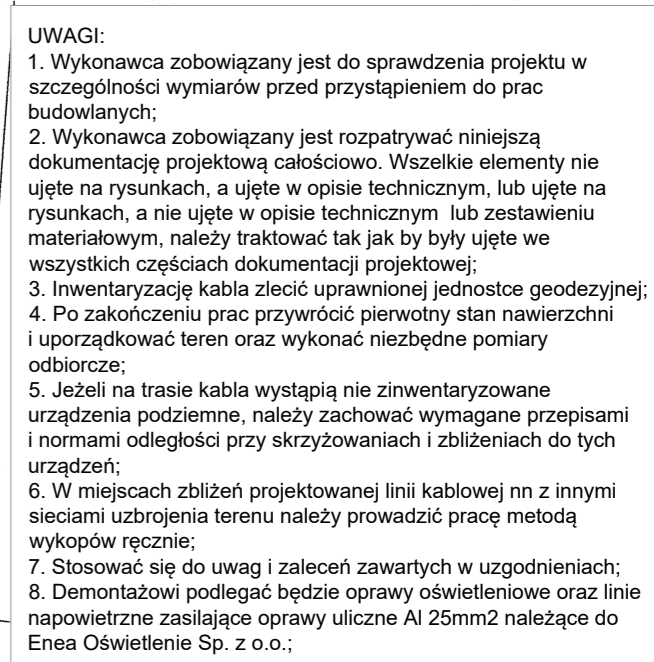 UWAGI:
1. Wykonawca zobowiązany jest do sprawdzenia projektu w
szczególności wymiarów przed przystąpieniem do prac
budowlanych;
2. Wykonawca zobowiązany jest rozpatrywać niniejszą
dokumentację projektową całościowo. Wszelkie elementy nie
ujęte na rysunkach, a ujęte w opisie technicznym, lub ujęte na
rysunkach, a nie ujęte w opisie technicznym lub zestawieniu
materiałowym, należy traktować tak jak by były ujęte we
wszystkich częściach dokumentacji projektowej;
3. Inwentaryzację kabla zlecić uprawnionej jednostce geodezyjnej;
4. Po zakończeniu prac przywrócić pierwotny stan nawierzchni
i uporządkować teren oraz wykonać niezbędne pomiary
odbiorcze;
5. Jeżeli na trasie kabla wystąpią nie zinwentaryzowane
urządzenia podziemne, należy zachować wymagane przepisami
i normami odległości przy skrzyżowaniach i zbliżeniach do tych
urządzeń;
6. W miejscach zbliżeń projektowanej linii kablowej nn z innymi
sieciami uzbrojenia terenu należy prowadzić pracę metodą
wykopów ręcznie;
7. Stosować się do uwag i zaleceń zawartych w uzgodnieniach;
8. Demontażowi podlegać będzie oprawy oświetleniowe oraz linie
napowietrzne zasilające oprawy uliczne Al 25mm2 należące do
Enea Oświetlenie Sp. z o.o.;